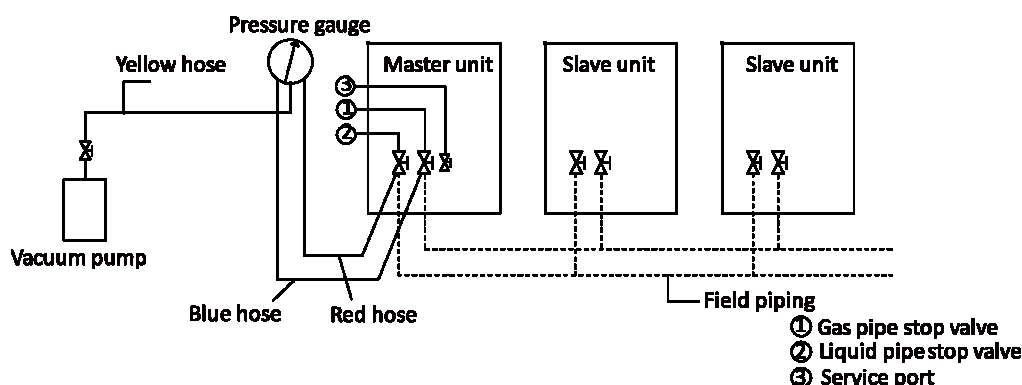 Pressure gauge
Yellow hose
Master unit
Slave unit
Slave unit
③
①
②
Vacuum pump
Blue hose
Red hose
Field piping
① Gas pipe stop valve
② Liquid pipe stop valve
③ Service port